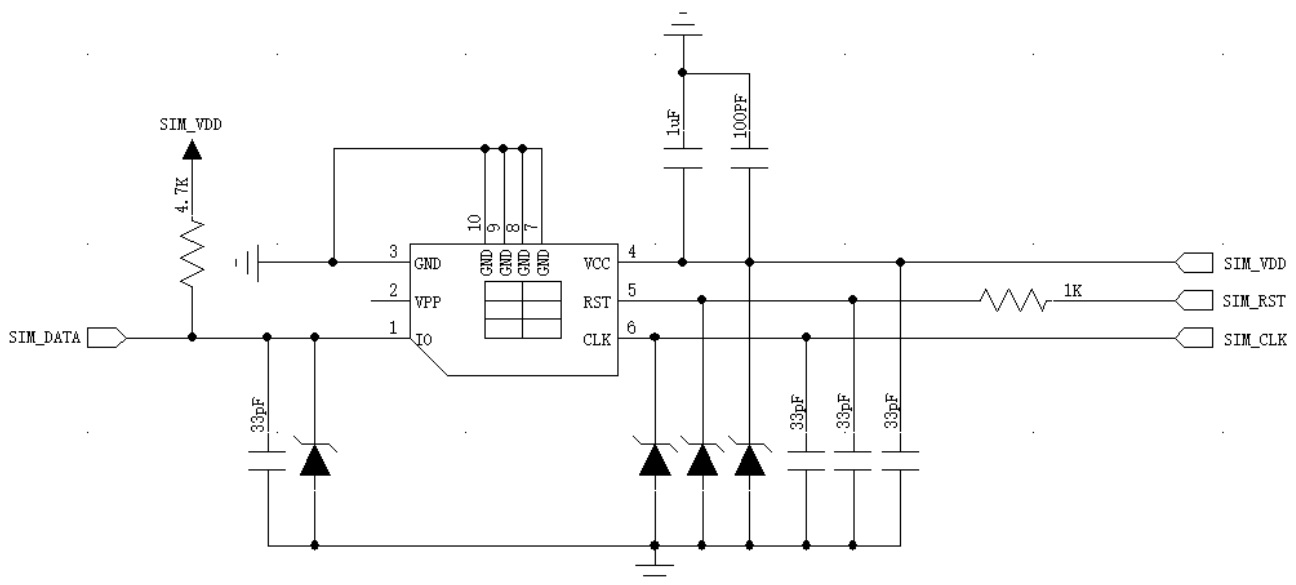 1uF
100PF
SIM_VDD
4.7K
10
9
8
7
3
GND
GND
GND
GND
GND
VCC
4
SIM_VDD
2
VPP
RST
5
1K
SIM_RST
SIM_DATA
1
IO
CLK
6
SIM_CLK
33pF
33pF
33pF
33pF